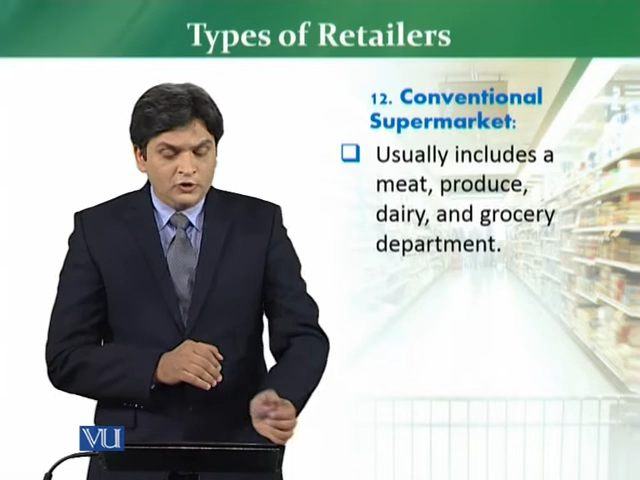 Types of Retailers
12. Conventional
Supermarket:
Usually includes a
meat, produce,
dairy, and grocery
department.
VU